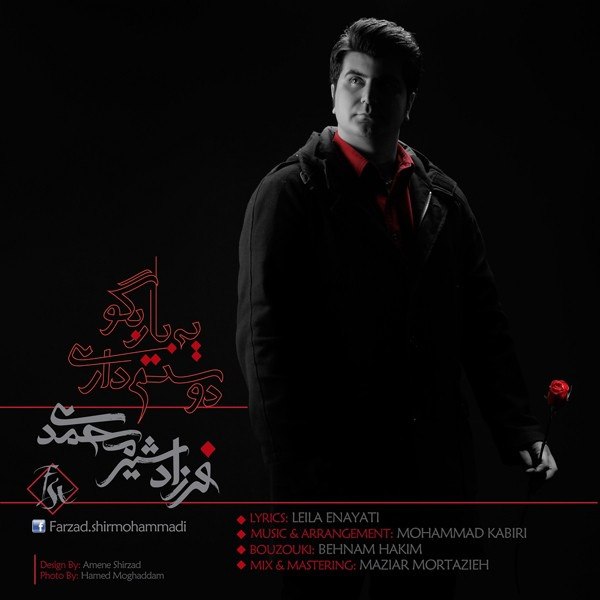 یه بار بگو
دوستم داری
فرزاد شیرمحمدی
Farzad.shirmohammadi
LYRICS: LEILA ENAYATI
MUSIC & ARRANGEMENT: MOHAMMAD KABIRI
BOUZOUKI: BEHNAM HAKIM
MIX & MASTERING: MAZIAR MORTAZIEH
Design By: Amene Shirzad
Photo By: Hamed Moghaddam